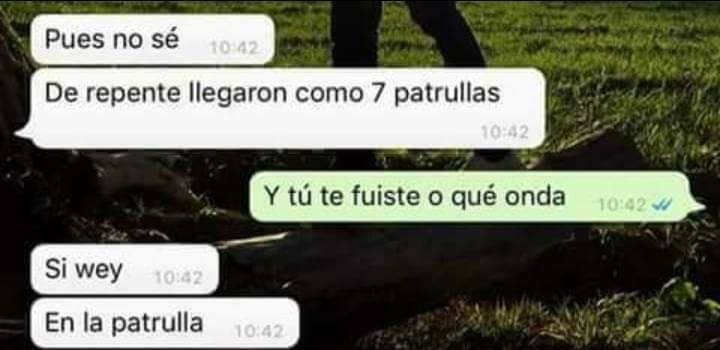 Pues no sé 10:42
De repente llegaron como 7 patrullas
10:42
Y tú te fuiste o qué onda 10:42
Si wey 10:42
En la patrulla 10:42